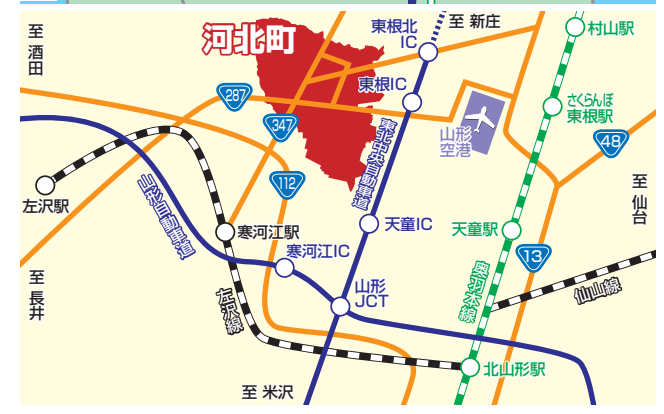 至 新庄
至 酒田
河北町
東根北
IC
村山駅
東根IC
さくらんぼ
東根駅
287
347
山形
空港
48
東北中央自動車道
112
至 仙台
左沢駅
山形自動車道
寒河江駅
天童IC
天童駅
寒河江IC
13
至 長井
左沢線
山形
JCT
奥羽本線
仙山線
北山形駅
至 米沢